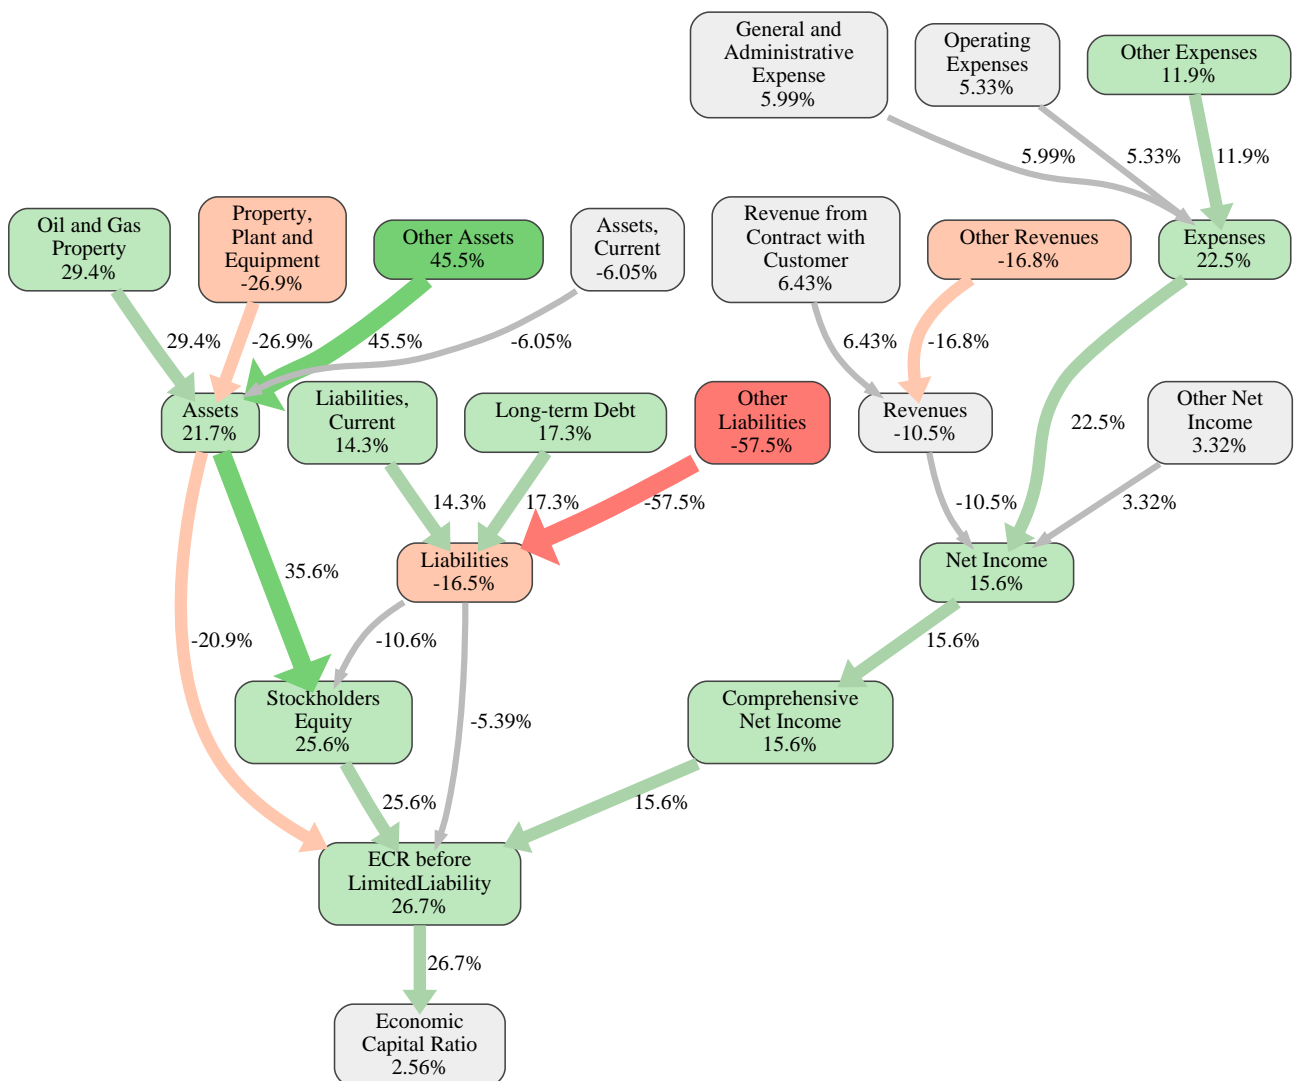 General and
Administrative
Expense
5.99%
Operating
Expenses
5.33%
Other Expenses
11.9%
5.99%
5.33%
11.9%
Oil and Gas
Property
29.4%
Property,
Plant and
Equipment
-26.9%
Other Assets
45.5%
Assets,
Current
-6.05%
Revenue from
Contract with
Customer
6.43%
Other Revenues
-16.8%
Expenses
22.5%
29.4%
-26.9%
45.5%
-6.05%
6.43%
-16.8%
22.5%
Assets
21.7%
Liabilities,
Current
14.3%
Long-term Debt
17.3%
Other
Liabilities
-57.5%
Revenues
-10.5%
Other Net
Income
3.32%
14.3%
17.3%
-57.5%
-10.5%
3.32%
35.6%
Liabilities
-16.5%
Net Income
15.6%
-20.9%
-10.6%
-5.39%
15.6%
Stockholders
Equity
25.6%
Comprehensive
Net Income
15.6%
25.6%
15.6%
ECR before
LimitedLiability
26.7%
26.7%
Economic
Capital Ratio
2.56%